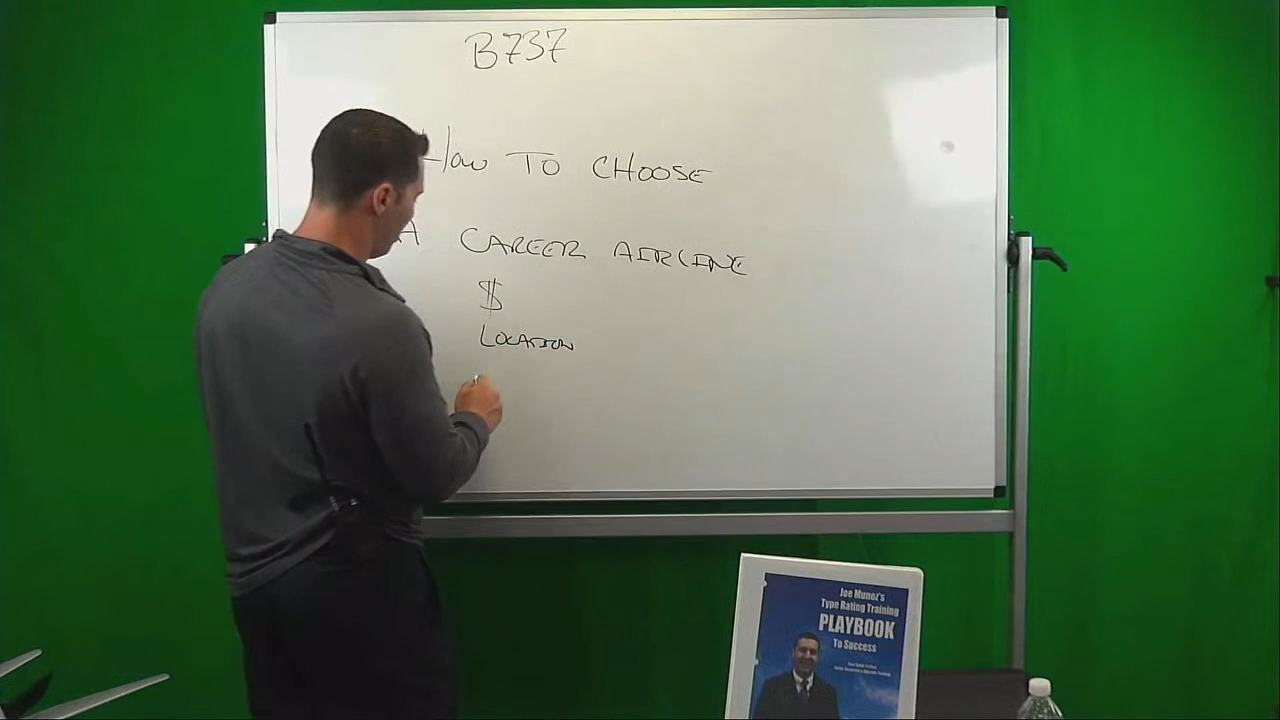 B737
How TO CHOOSE
A CAREER AIRLINE
$
LOCATION
Joe Munoz's
Type Rating Training
PLAYBOOK
To Success